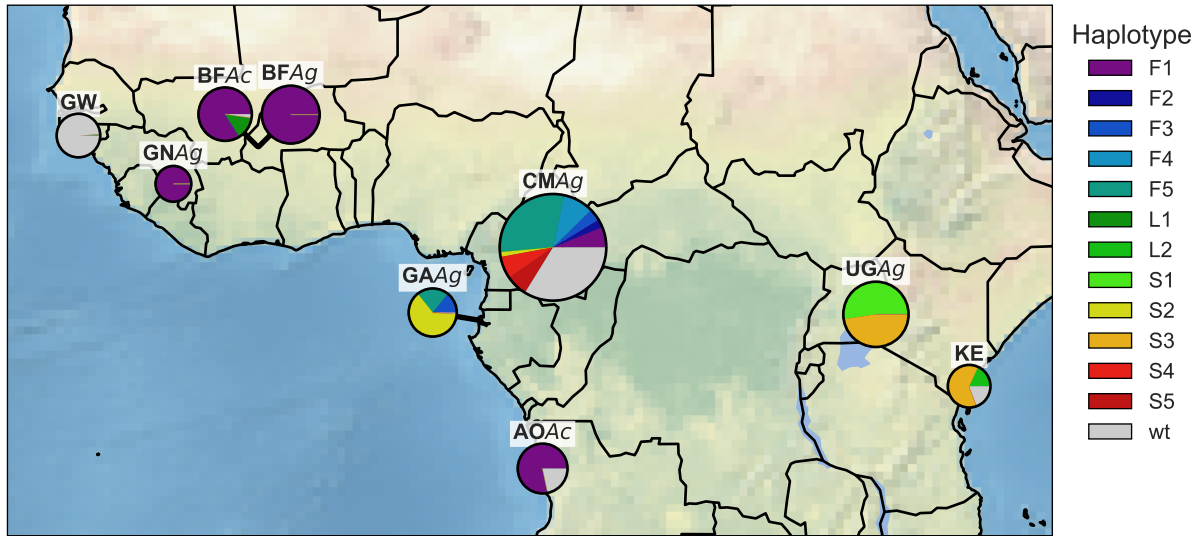 Haplotype
F1
F2
F3
F4
F5
L1
L2
S1
S2
S3
S4
S5
wt
BFAc
BFAg
GW
GNAg
CMAg
GAAg
UGAg
KE
AOAc